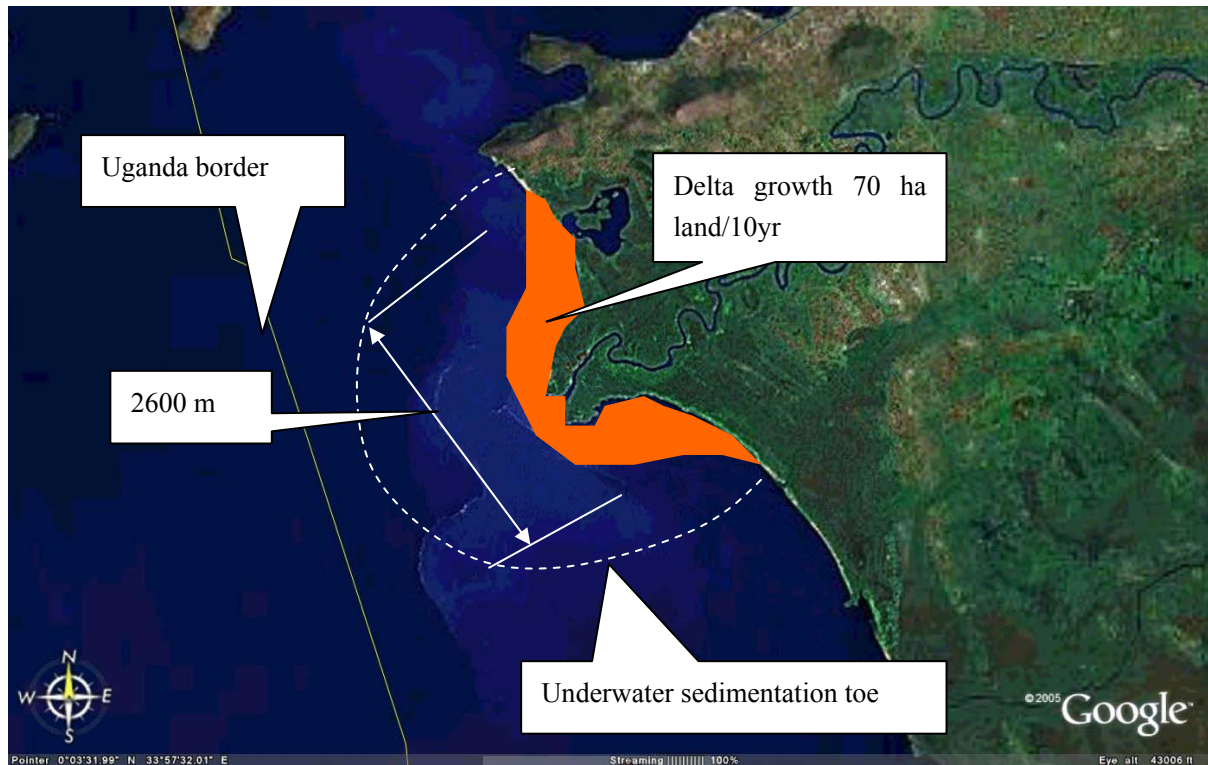 Uganda border
Delta growth 70 ha
land/10yr
2600 m
Underwater sedimentation toe
N
W E
S
© 2005 Google
Pointer 0°03'31.99" N 33°57'32.01" E Streaming |||||||||| 100% Eye alt 43006 ft